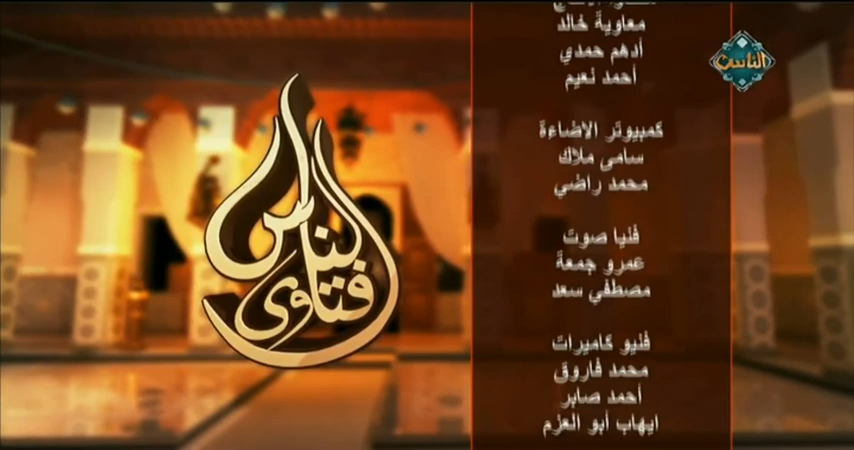 معاوية خالد
أدهم حمدي
أحمد نعيم
الناس
كمبيوتر الاضاءة
سامى ملاك
محمد راضي
فتاوى الناس
فنيا صوت
عمرو جمعة
مصطفي سعد
فنيو كاميرات
محمد فاروق
أحمد صابر
ايهاب أبو العزم